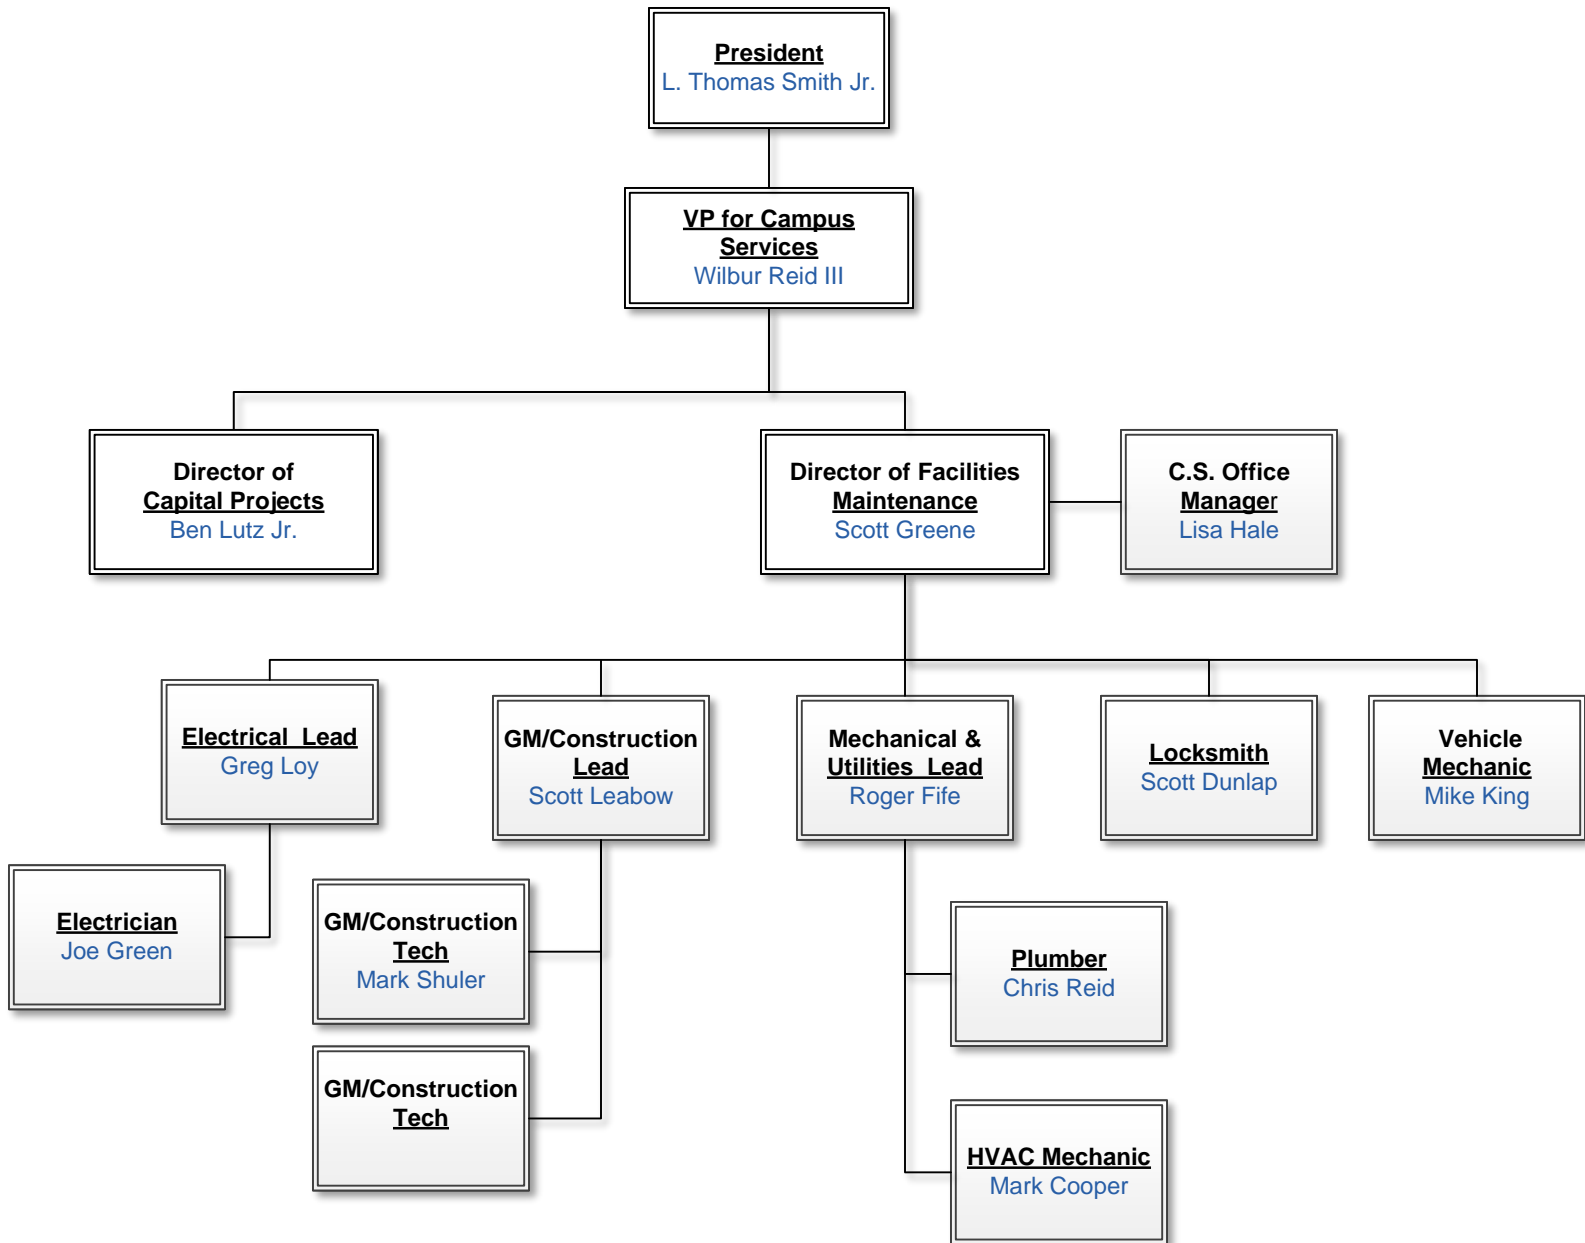 President
L. Thomas Smith Jr.
VP for Campus
Services
Wilbur Reid III
Director of
Capital Projects
Ben Lutz Jr.
Director of Facilities
Maintenance
Scott Greene
C.S. Office
Manager
Lisa Hale
Electrical  Lead
Greg Loy
GM/Construction
Lead
Scott Leabow
Mechanical &
Utilities  Lead
Roger Fife
Locksmith
Scott Dunlap
Vehicle
Mechanic
Mike King
Electrician
Joe Green
GM/Construction
Tech
Mark Shuler
GM/Construction
Tech
Plumber
Chris Reid
HVAC Mechanic
Mark Cooper